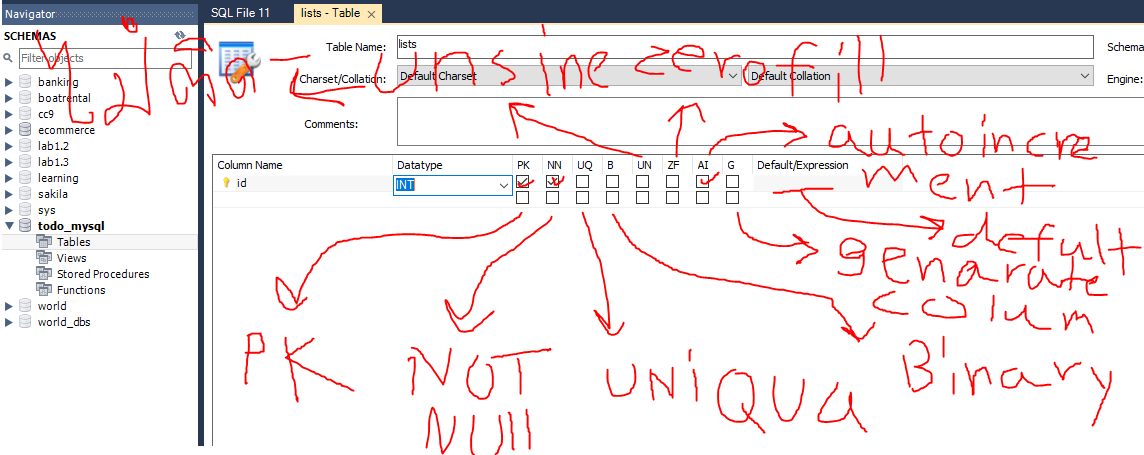 Navigator
SQL File 11
lists - Table
SCHEMAS
Filter objects
banking
boatrental
cc9
ecommerce
lab1.2
lab1.3
learning
sakila
sys
todo_mysql
Tables
Views
Stored Procedures
Functions
world
world_dbs
Table Name:
lists
Schema
Charset/Collation:
Default Charset
Default Collation
Engine:
Comments:
Column Name
Datatype
PK
NN
UQ
B
UN
ZF
AI
G
Default/Expression
id
INT
unsine
zerofill
autoincre
ment
defult
generate
colum
PK
NOT
NUll
UNiQUa
Binary